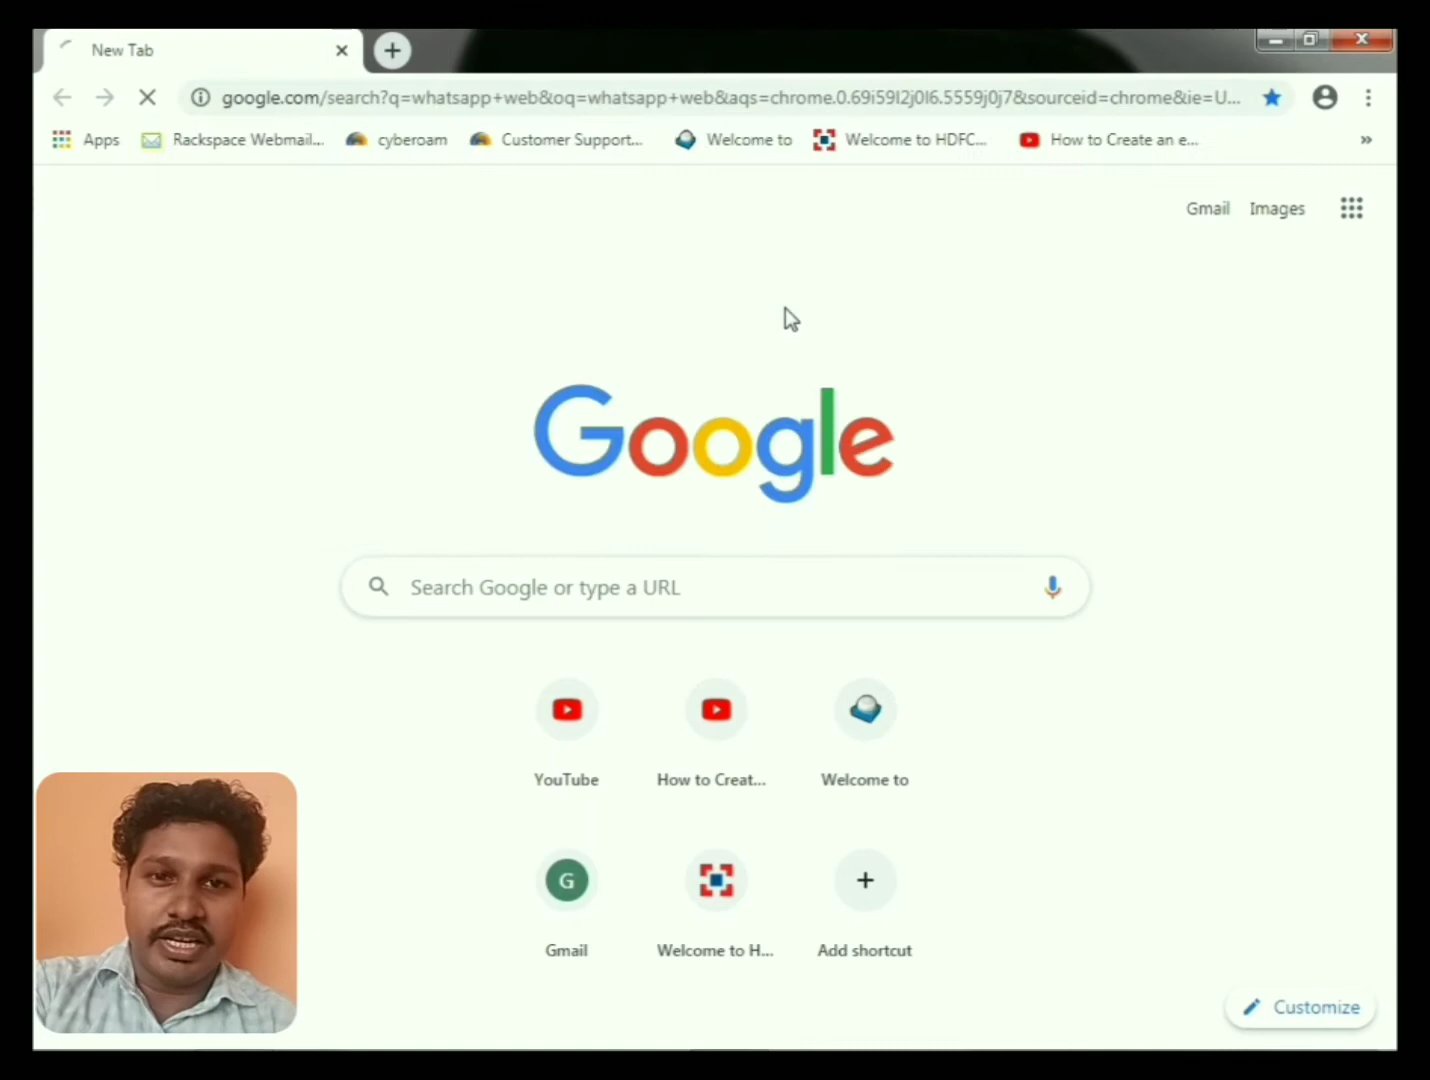 New Tab
google.com/search?q=whatsapp+web&oq=whatsapp+web&aqs=chrome.0.69i59l2j0l6.5559j0j7&sourceid=chrome&ie=U...
Apps Rackspace Webmail... cyberoam Customer Support... Welcome to Welcome to HDFC... How to Create an e... »
Gmail Images
Google
Search Google or type a URL
YouTube How to Creat... Welcome to
G
Gmail Welcome to H... Add shortcut
Customize